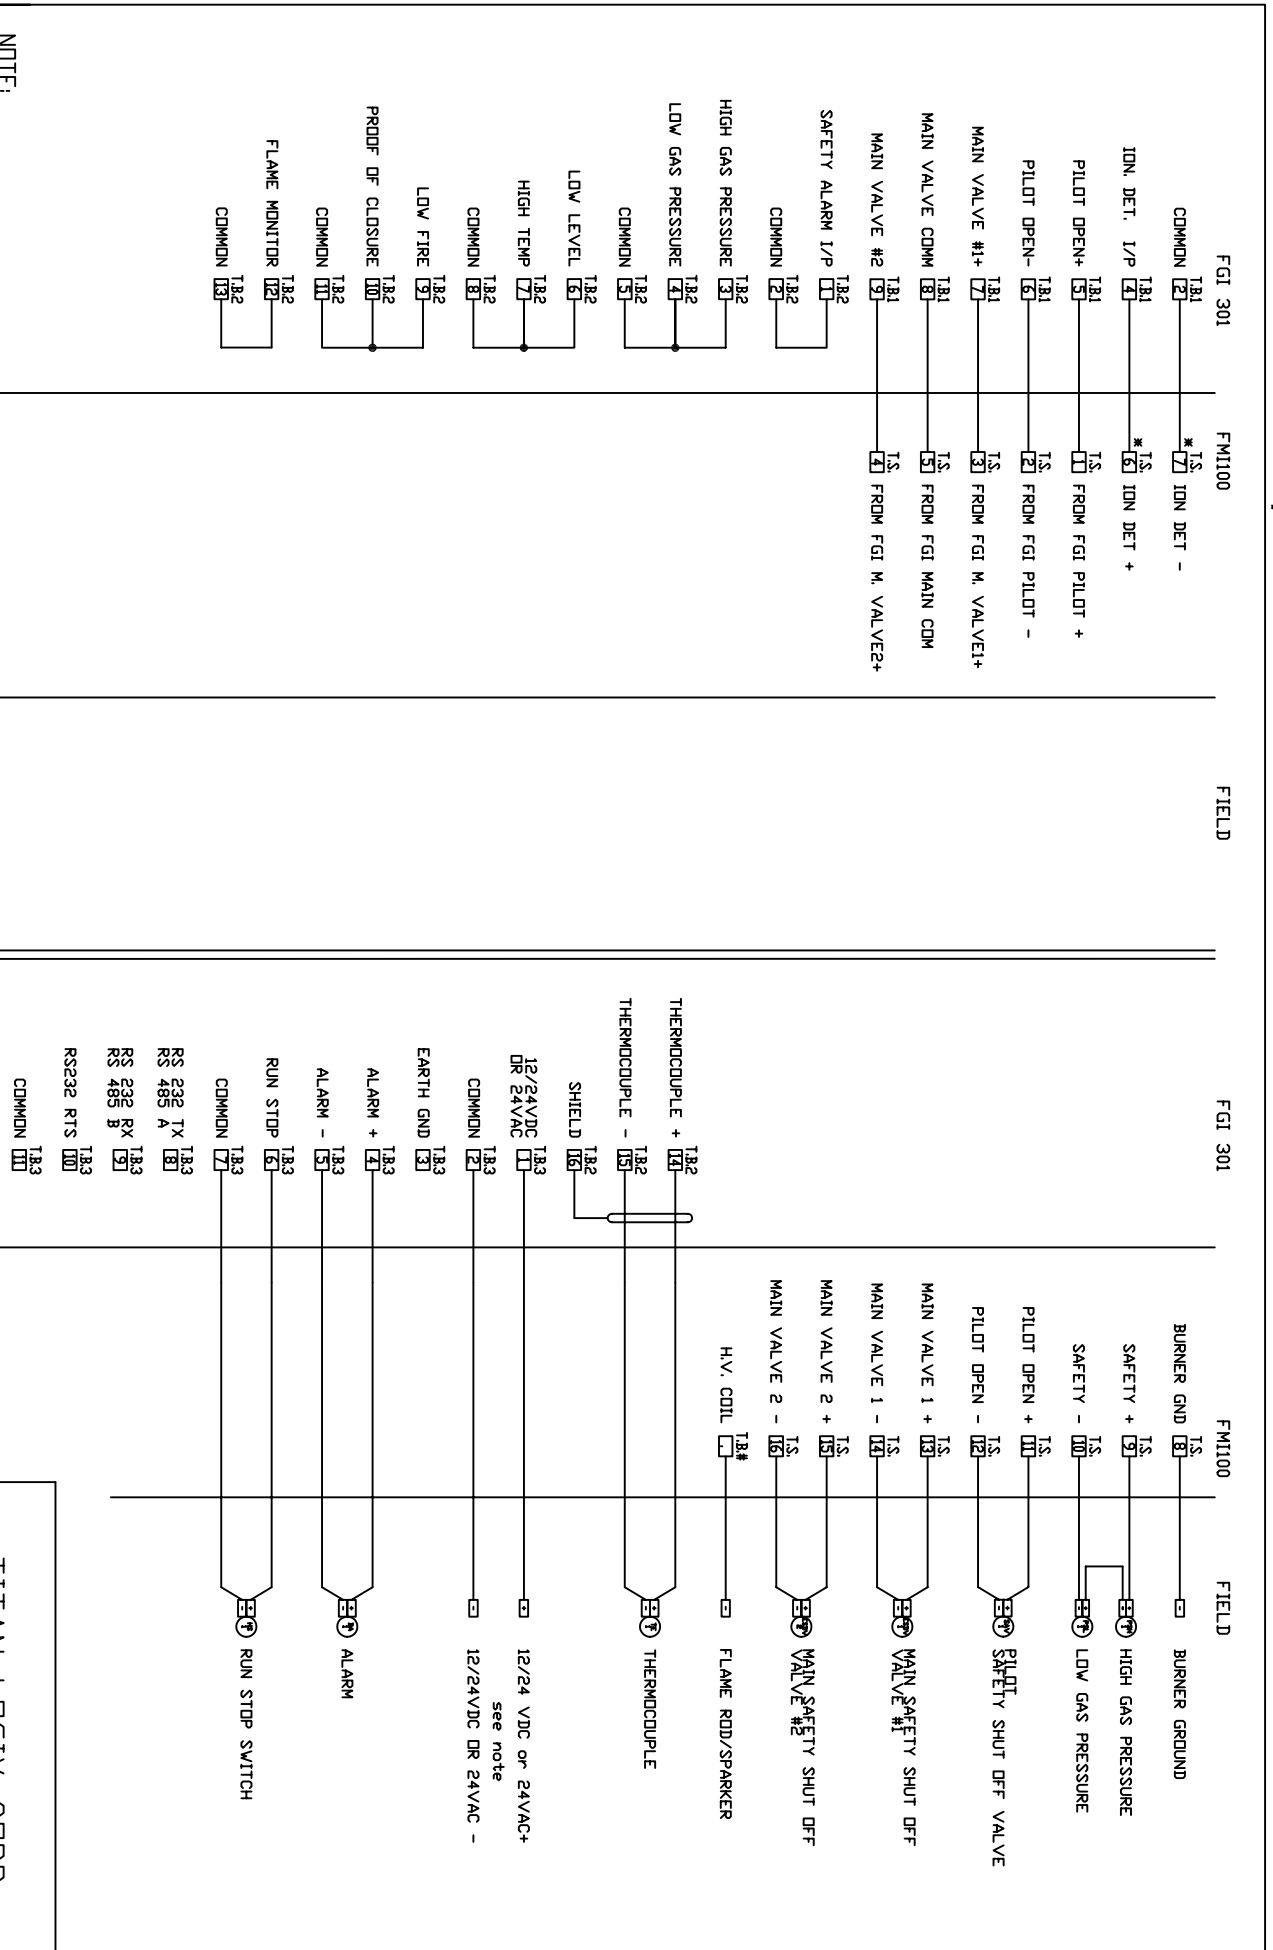 FGI 301
FMI100
FIELD
COMMON
T.B.1
2
T.S.
*
7
ION DET -
ION. DET. I/P
T.B.1
4
T.S.
*
6
ION DET +
PILOT OPEN+
T.B.1
5
T.S.
1
FROM FGI PILOT +
PILOT OPEN-
T.B.1
6
T.S.
2
FROM FGI PILOT -
MAIN VALVE #1+
T.B.1
7
T.S.
3
FROM FGI M. VALVE1+
MAIN VALVE COMM
T.B.1
8
T.S.
5
FROM FGI MAIN COM
MAIN VALVE #2
T.B.1
9
T.S.
4
FROM FGI M. VALVE2+
SAFETY ALARM I/P
T.B.2
1
COMMON
T.B.2
2
HIGH GAS PRESSURE
T.B.2
3
LOW GAS PRESSURE
T.B.2
4
COMMON
T.B.2
5
LOW LEVEL
T.B.2
6
HIGH TEMP
T.B.2
7
COMMON
T.B.2
8
LOW FIRE
T.B.2
9
PROOF OF CLOSURE
T.B.2
10
COMMON
T.B.2
11
FLAME MONITOR
T.B.2
12
COMMON
T.B.2
13
NOTE:
FGI 301
FMI100
FIELD
BURNER GND
T.S.
8
-
BURNER GROUND
SAFETY +
T.S.
9
HIGH GAS PRESSURE
SAFETY -
T.S.
10
LOW GAS PRESSURE
PILOT OPEN +
T.S.
11
PILOT
SAFETY SHUT OFF VALVE
PILOT OPEN -
T.S.
12
MAIN VALVE 1 +
T.S.
13
MAIN SAFETY SHUT OFF
VALVE #1
MAIN VALVE 1 -
T.S.
14
MAIN VALVE 2 +
T.S.
15
MAIN SAFETY SHUT OFF
VALVE #2
MAIN VALVE 2 -
T.S.
16
H.V. COIL
T.B.#
.
-
FLAME ROD/SPARKER
THERMOCOUPLE +
T.B.2
14
THERMOCOUPLE -
T.B.2
15
THERMOCOUPLE
SHIELD
T.B.2
16
12/24VDC
OR 24VAC
T.B.3
1
+
12/24 VDC or 24VAC+
see note
COMMON
T.B.3
2
-
12/24VDC OR 24VAC -
EARTH GND
T.B.3
3
ALARM +
T.B.3
4
ALARM -
T.B.3
5
ALARM
RUN STOP
T.B.3
6
COMMON
T.B.3
7
RUN STOP SWITCH
RS 232 TX
RS 485 A
T.B.3
8
RS 232 RX
RS 485 B
T.B.3
9
RS232 RTS
T.B.3
10
COMMON
T.B.3
11